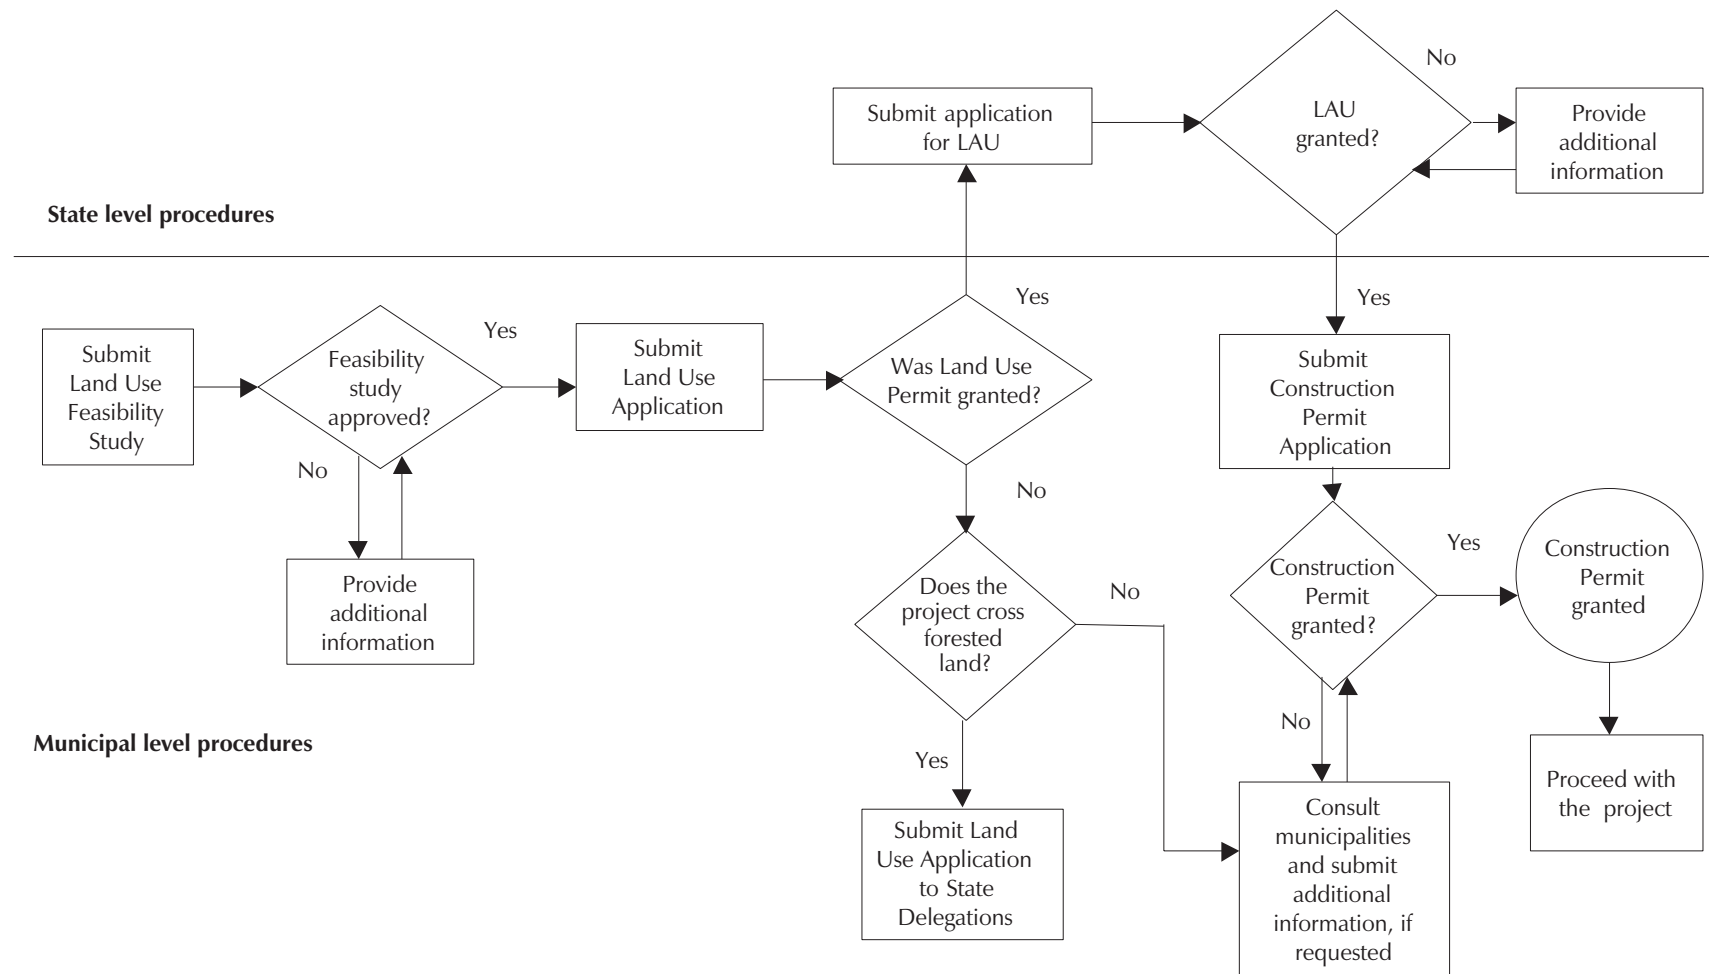 Submit application
for LAU
LAU
granted?
No
Provide
additional
information
State level procedures
Submit
Land Use
Feasibility
Study
Feasibility
study
approved?
Yes
No
Provide
additional
information
Submit
Land Use
Application
Was Land Use
Permit granted?
Yes
No
Does the
project cross
forested
land?
No
Yes
Submit Land
Use Application
to State
Delegations
Yes
Submit
Construction
Permit
Application
Construction
Permit
granted?
Yes
No
Construction
Permit
granted
Proceed with
the project
Consult
municipalities
and submit
additional
information, if
requested
Municipal level procedures